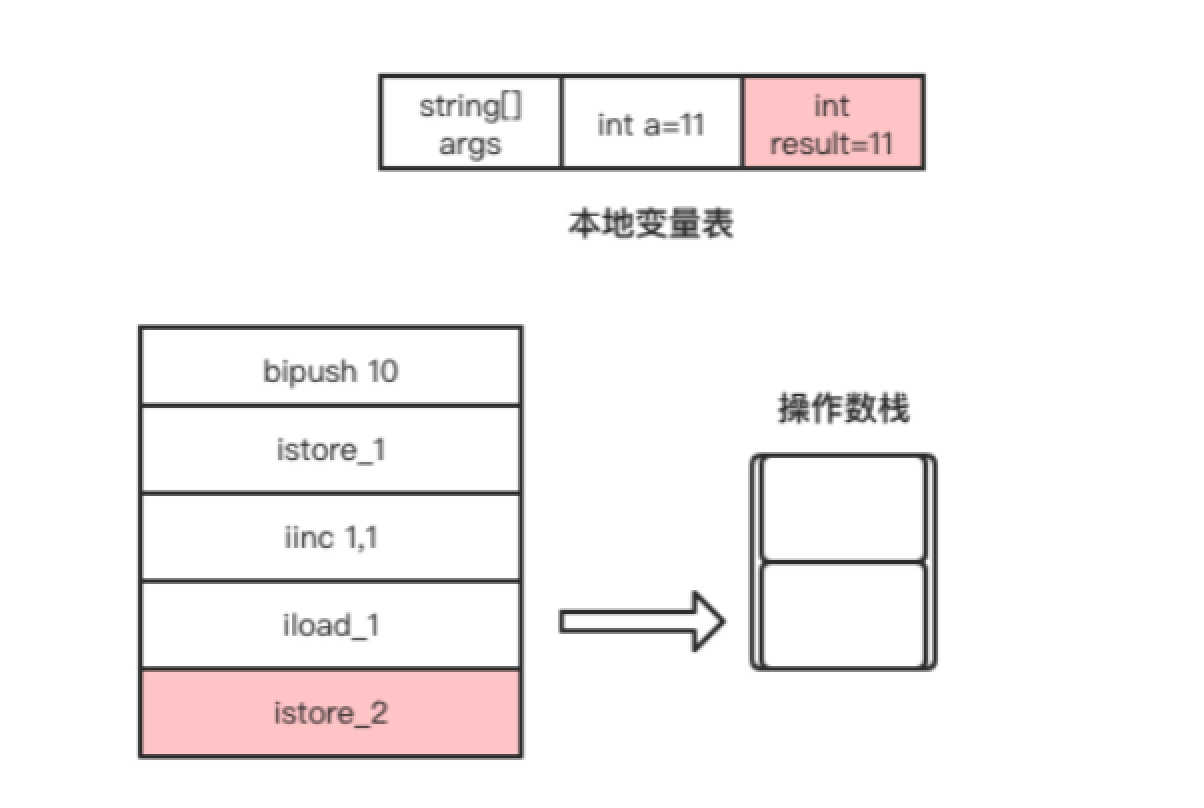 string[]
args
int a=11
int
result=11
本地变量表
bipush 10
istore_1
iinc 1,1
iload_1
istore_2
操作数栈